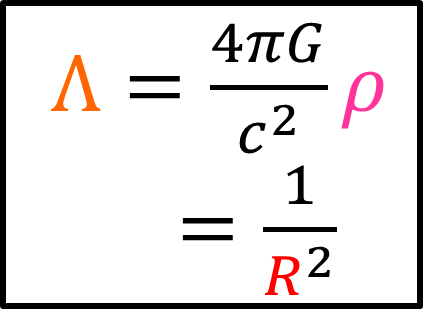 Λ = 4πG/c² ρ
= 1/R²